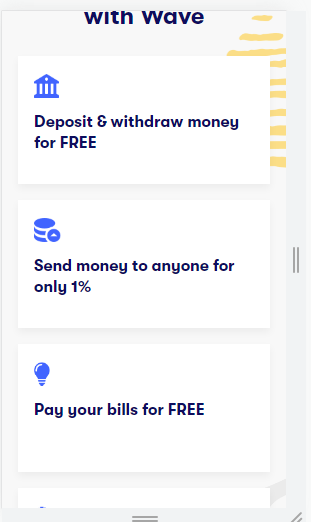 with Wave
Deposit & withdraw money
for FREE
Send money to anyone for
only 1%
Pay your bills for FREE